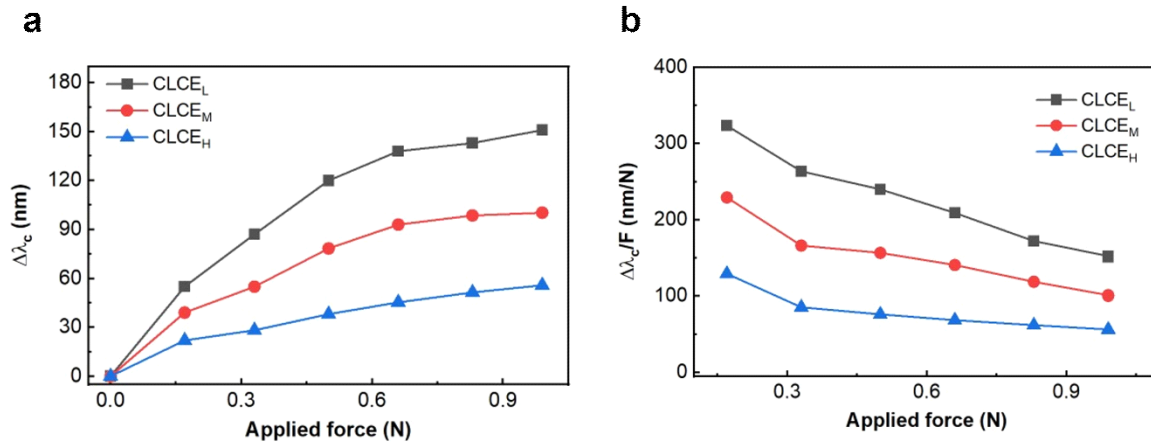 a
180
150
120
90
60
30
0
Δλc (nm)
CLCEL
CLCEM
CLCEH
0.0 0.3 0.6 0.9
Applied force (N)
b
400
300
200
100
0
Δλc/F (nm/N)
CLCEL
CLCEM
CLCEH
0.3 0.6 0.9
Applied force (N)